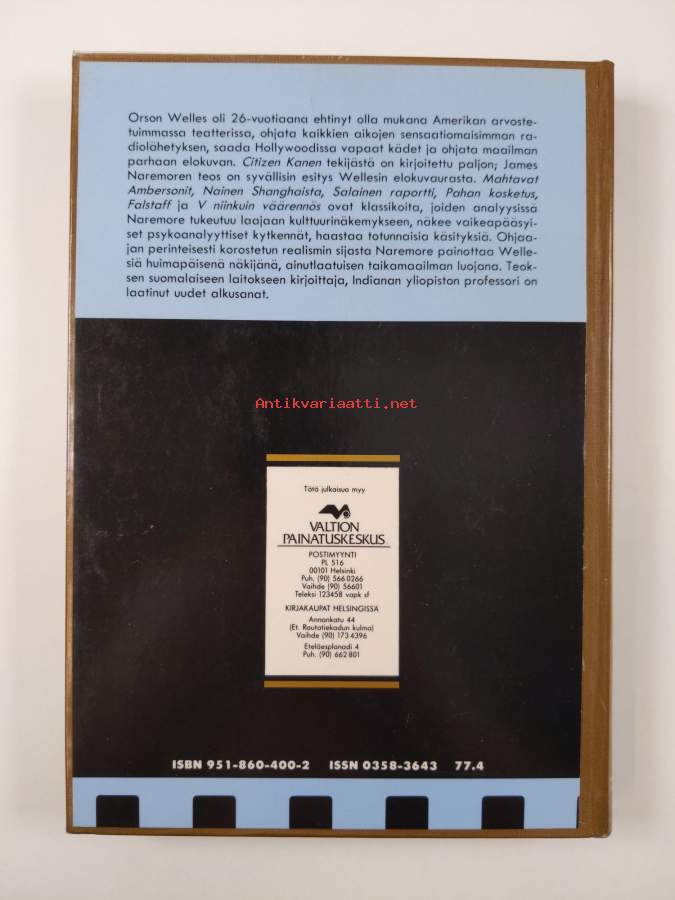 Orson Welles oli 26-vuotiaana ehtinyt olla mukana Amerikan arvoste-
tuimmassa teatterissa, ohjata kaikkien aikojen sensaatiomaisimman ra-
diolähetyksen, saada Hollywoodissa vapaat kädet ja ohjata maailman
parhaan elokuvan. Citizen Kanen tekijästä on kirjoitettu paljon; James
Naremoren teos on syvällisin esitys Wellesin elokuvaurasta. Mahtavat
Ambersonit, Nainen Shanghaista, Salainen raportti, Pahan kosketus,
Falstaff ja V niinkuin väärennös ovat klassikoita, joiden analyysissä
Naremore tukeutuu laajaan kulttuurinäkemykseen, näkee vaikeapääsyi-
set psykoanalyyttiset kytkennät, haastaa totunnaisia käsityksiä. Ohjaa-
jan perinteisesti korostetun realismin sijasta Naremore painottaa Welle-
siä huimapäisenä näkijänä, ainutlaatuisen taikamaailman luojana. Teok-
sen suomalaiseen laitokseen kirjoittaja, Indianan yliopiston professori on
laatinut uudet alkusanat.
Antikvariaatti.net
Tätä julkaisua myy
VALTION
PAINATUSKESKUS
POSTIMYYNTI
PL 516
00101 Helsinki
Puh. (90) 566 0266
Vaihde (90) 56601
Teleksi 123458 vapk sf
KIRJAKAUPAT HELSINGISSÄ
Annankatu 44
(Et. Rautatiekadun kulma)
Vaihde (90) 173 4396
Eteläesplanadi 4
Puh. (90) 662 801
ISBN 951-860-400-2 ISSN 0358-3643 77.4